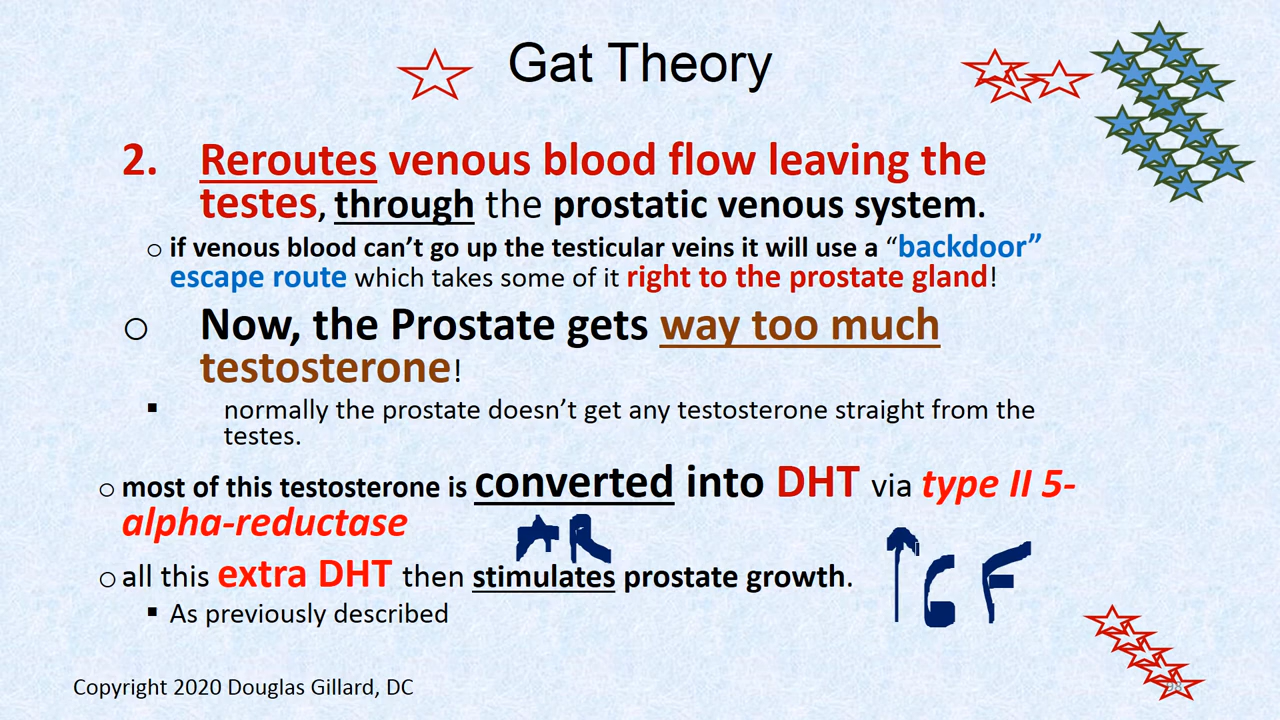 Gat Theory
2. Reroutes venous blood flow leaving the
testes, through the prostatic venous system.
○ if venous blood can’t go up the testicular veins it will use a “backdoor”
escape route which takes some of it right to the prostate gland!
○ Now, the Prostate gets way too much
testosterone!
▪ normally the prostate doesn’t get any testosterone straight from the
testes.
○ most of this testosterone is converted into DHT via type II 5-
alpha-reductase
AR
○ all this extra DHT then stimulates prostate growth.
↑GF
▪ As previously described
Copyright 2020 Douglas Gillard, DC
98